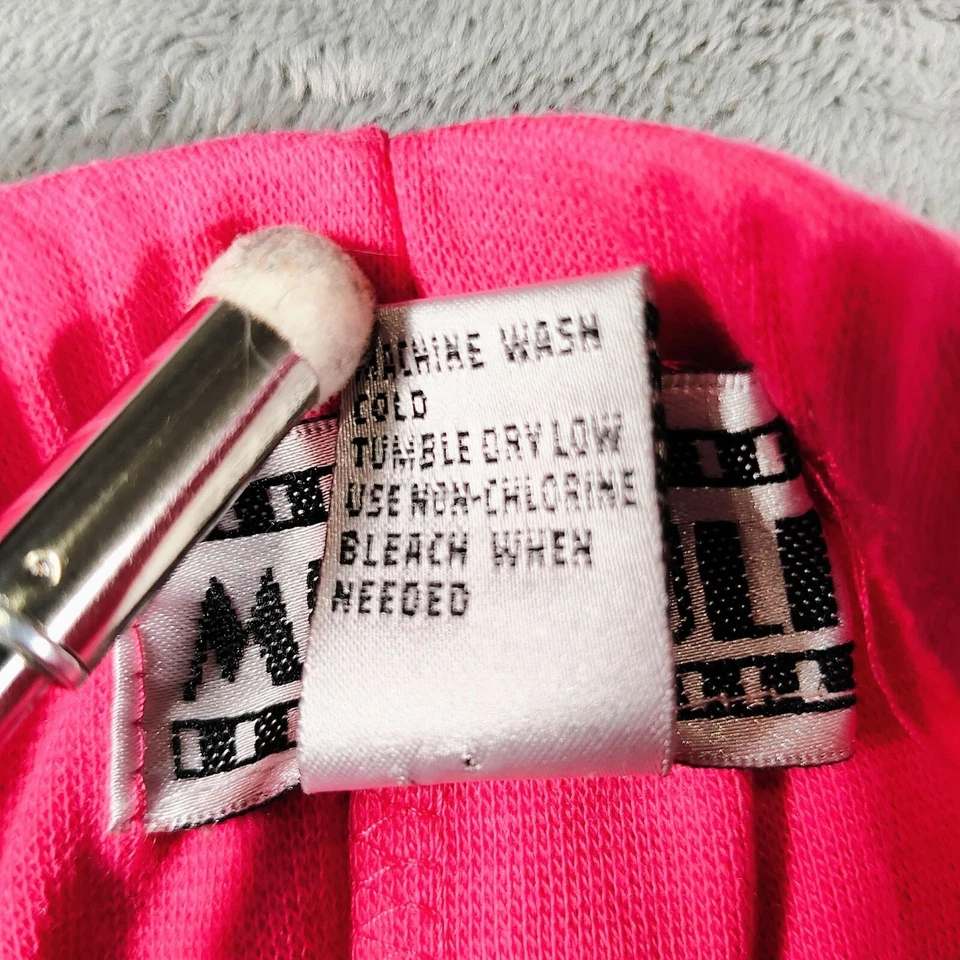 MACHINE WASH
COLD
TUMBLE DRY LOW
USE NON-CHLORINE
BLEACH WHEN
NEEDED